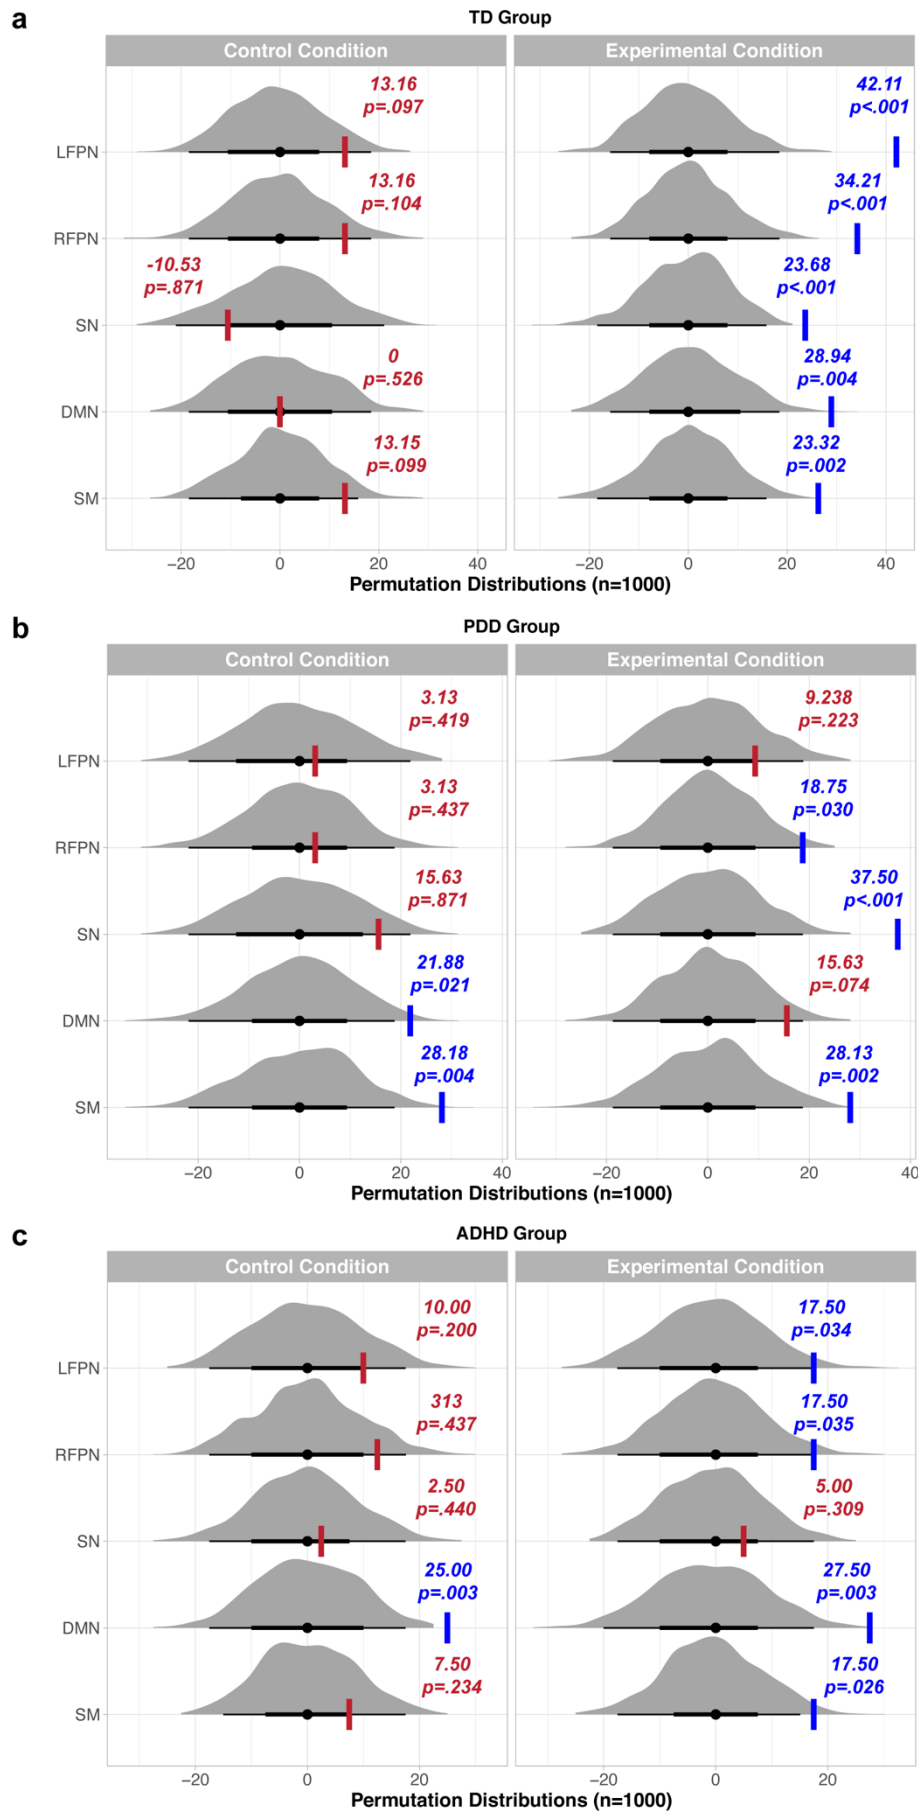 a
TD Group
Control Condition
Experimental Condition
LFPN
13.16
p=.097
42.11
p<.001
RFPN
13.16
p=.104
34.21
p<.001
SN
-10.53
p=.871
23.68
p<.001
DMN
0
p=.526
28.94
p=.004
SM
13.15
p=.099
23.32
p=.002
−20 0 20 40 −20 0 20 40
Permutation Distributions (n=1000)
b
PDD Group
Control Condition
Experimental Condition
LFPN
3.13
p=.419
9.238
p=.223
RFPN
3.13
p=.437
18.75
p=.030
SN
15.63
p=.871
37.50
p<.001
DMN
21.88
p=.021
15.63
p=.074
SM
28.18
p=.004
28.13
p=.002
−20 0 20 40 −20 0 20 40
Permutation Distributions (n=1000)
c
ADHD Group
Control Condition
Experimental Condition
LFPN
10.00
p=.200
17.50
p=.034
RFPN
313
p=.437
17.50
p=.035
SN
2.50
p=.440
5.00
p=.309
DMN
25.00
p=.003
27.50
p=.003
SM
7.50
p=.234
17.50
p=.026
−20 0 20 −20 0 20
Permutation Distributions (n=1000)